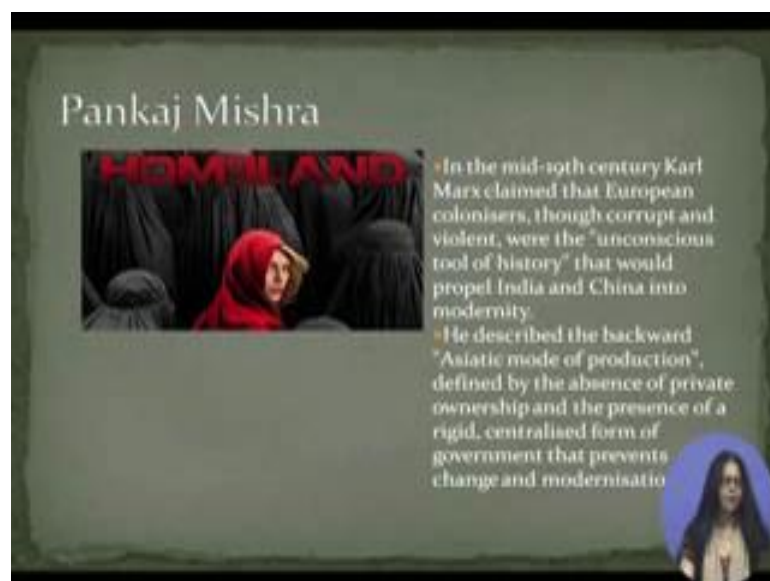 Pankaj Mishra
HOMELAND
•In the mid-19th century Karl
Marx claimed that European
colonisers, though corrupt and
violent, were the "unconscious
tool of history" that would
propel India and China into
modernity.
•He described the backward
"Asiatic mode of production",
defined by the absence of private
ownership and the presence of a
rigid, centralised form of
government that prevents
change and modernisatio